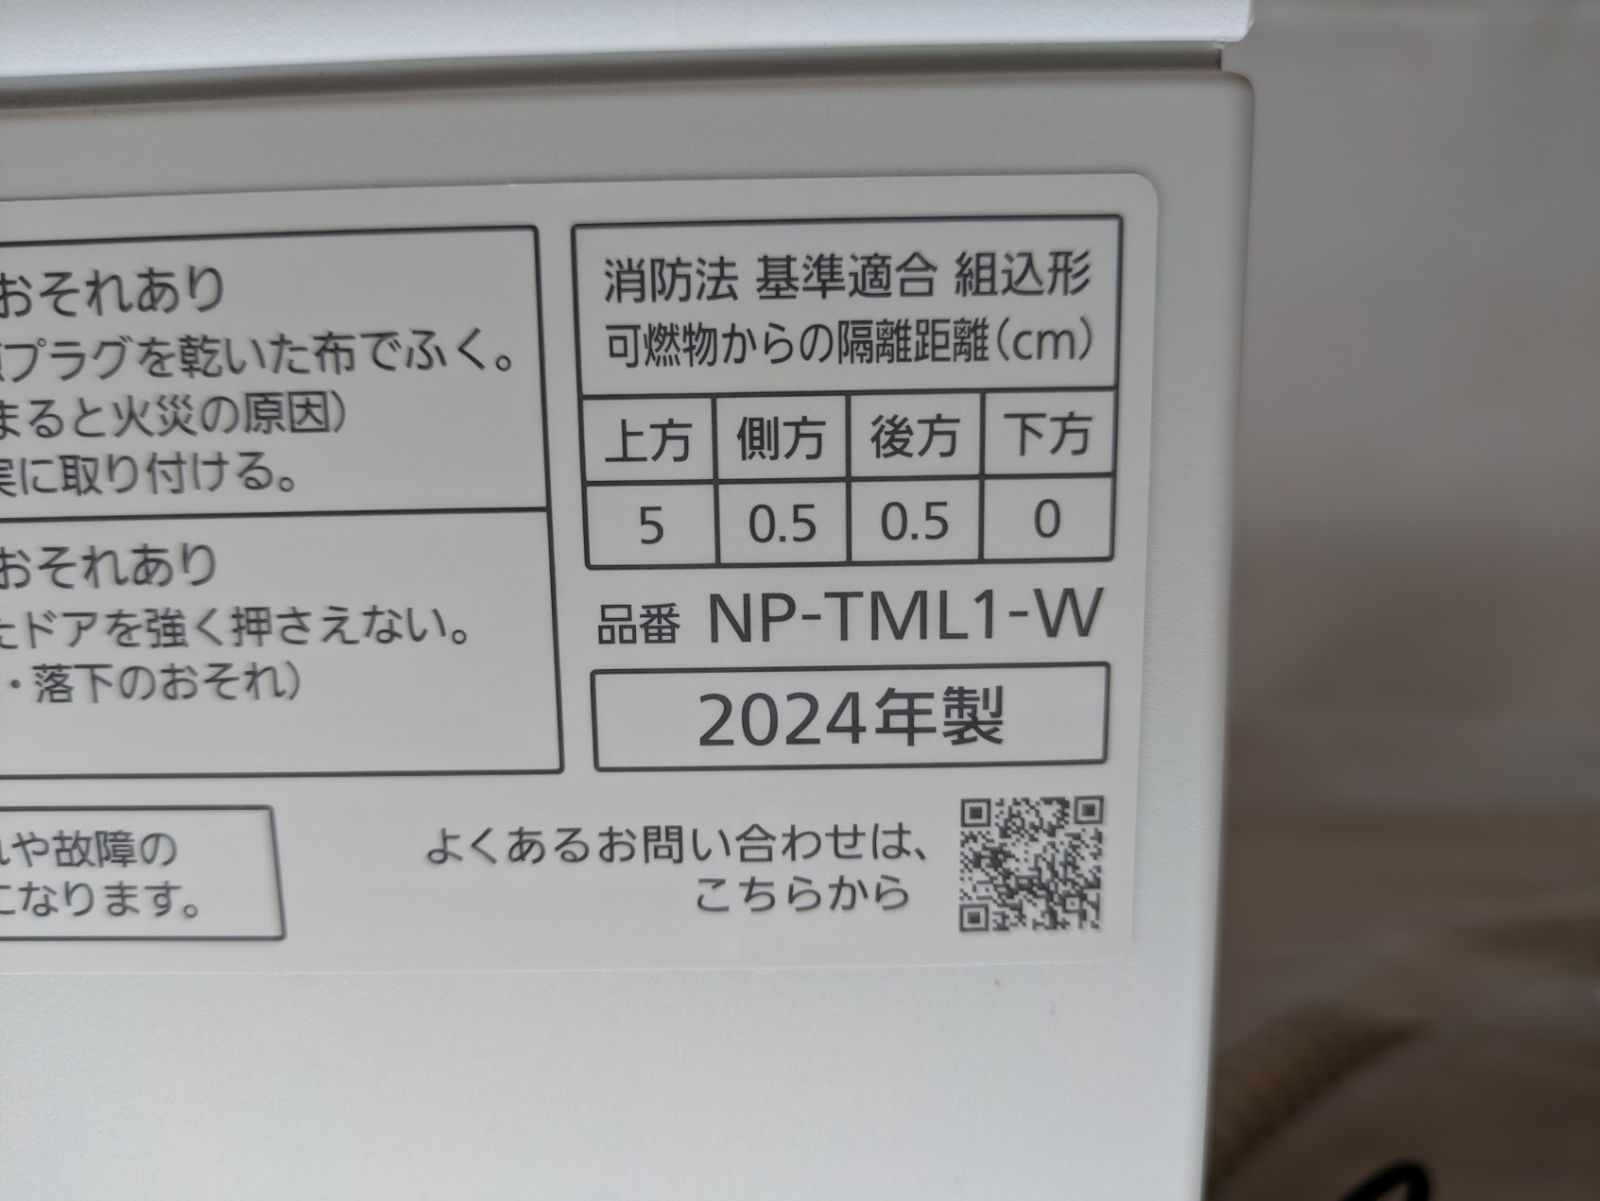 おそれあり
プラグを乾いた布でふく。
まると火災の原因）
実に取り付ける。
おそれあり
たドアを強く押さえない。
・落下のおそれ）
や故障の
になります。
消防法 基準適合 組込形
可燃物からの隔離距離(cm)
上方 側方 後方 下方
5 0.5 0.5 0
品番 NP-TML1-W
2024年製
よくあるお問い合わせは、
こちらから